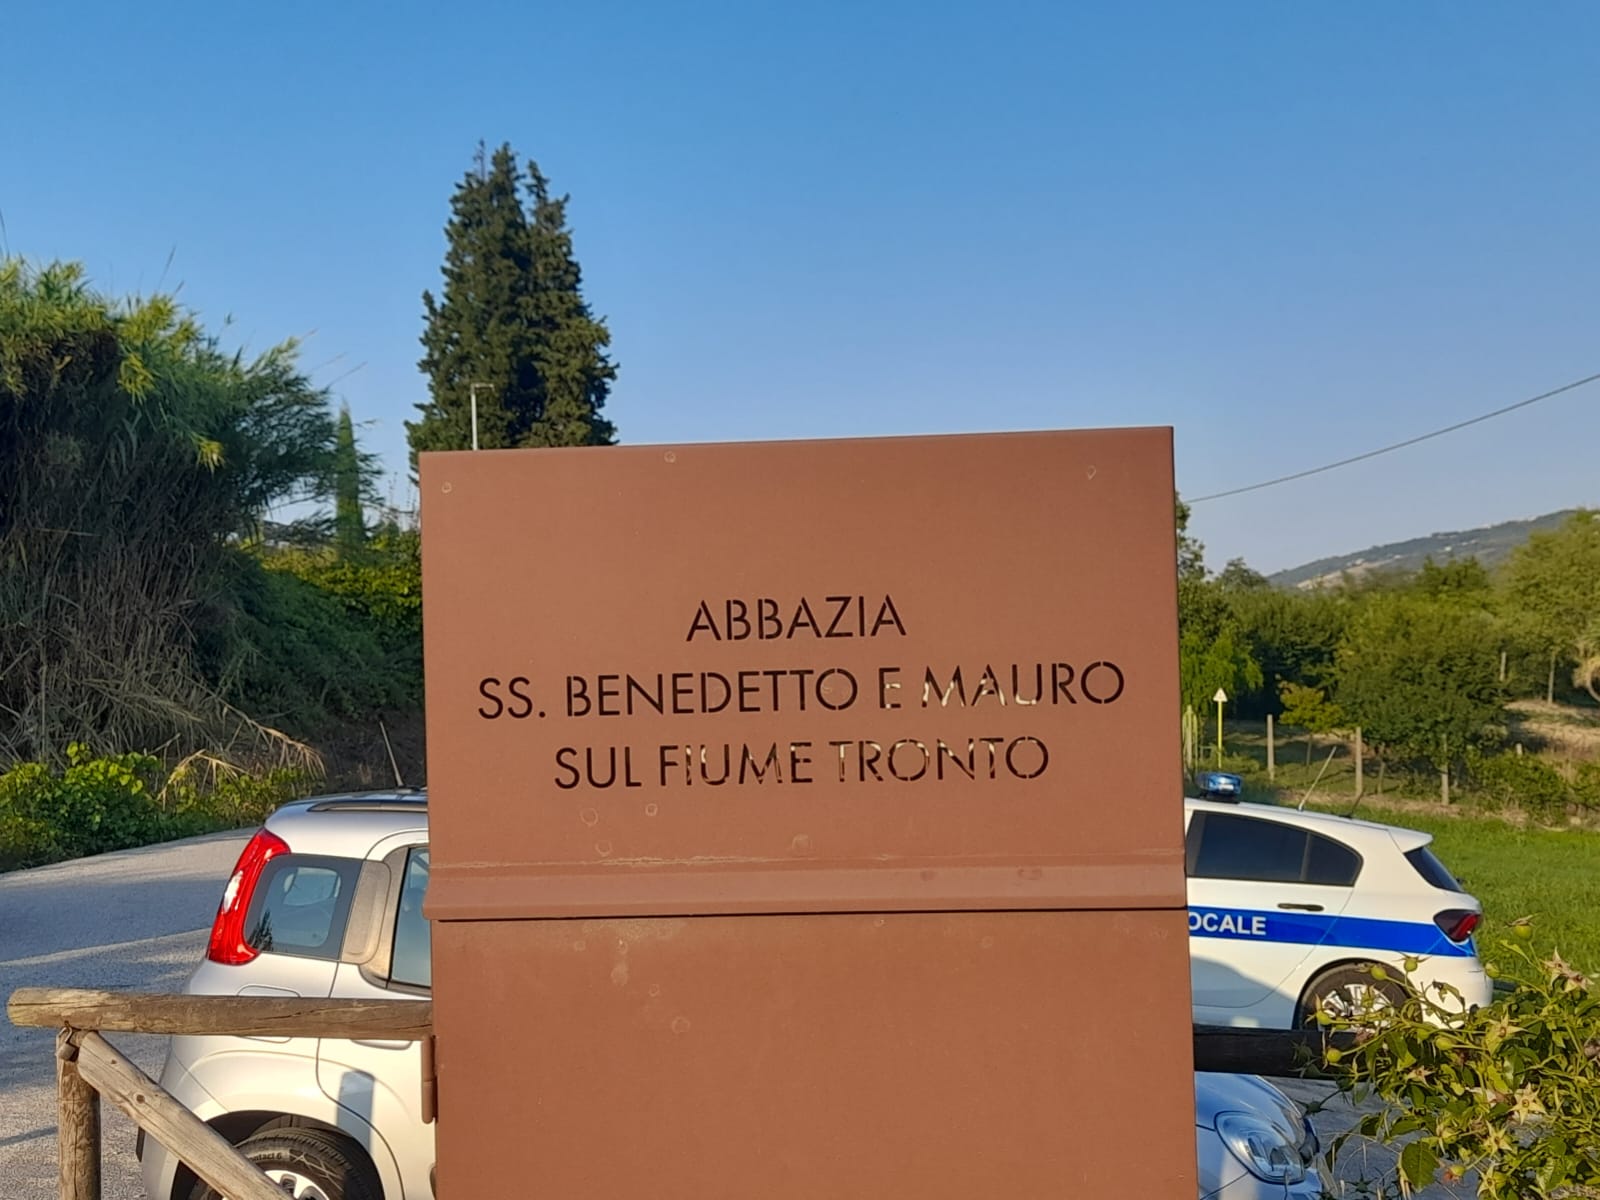 ABBAZIA
SS. BENEDETTO E MAURO
SUL FIUME TRONTO
OCALE